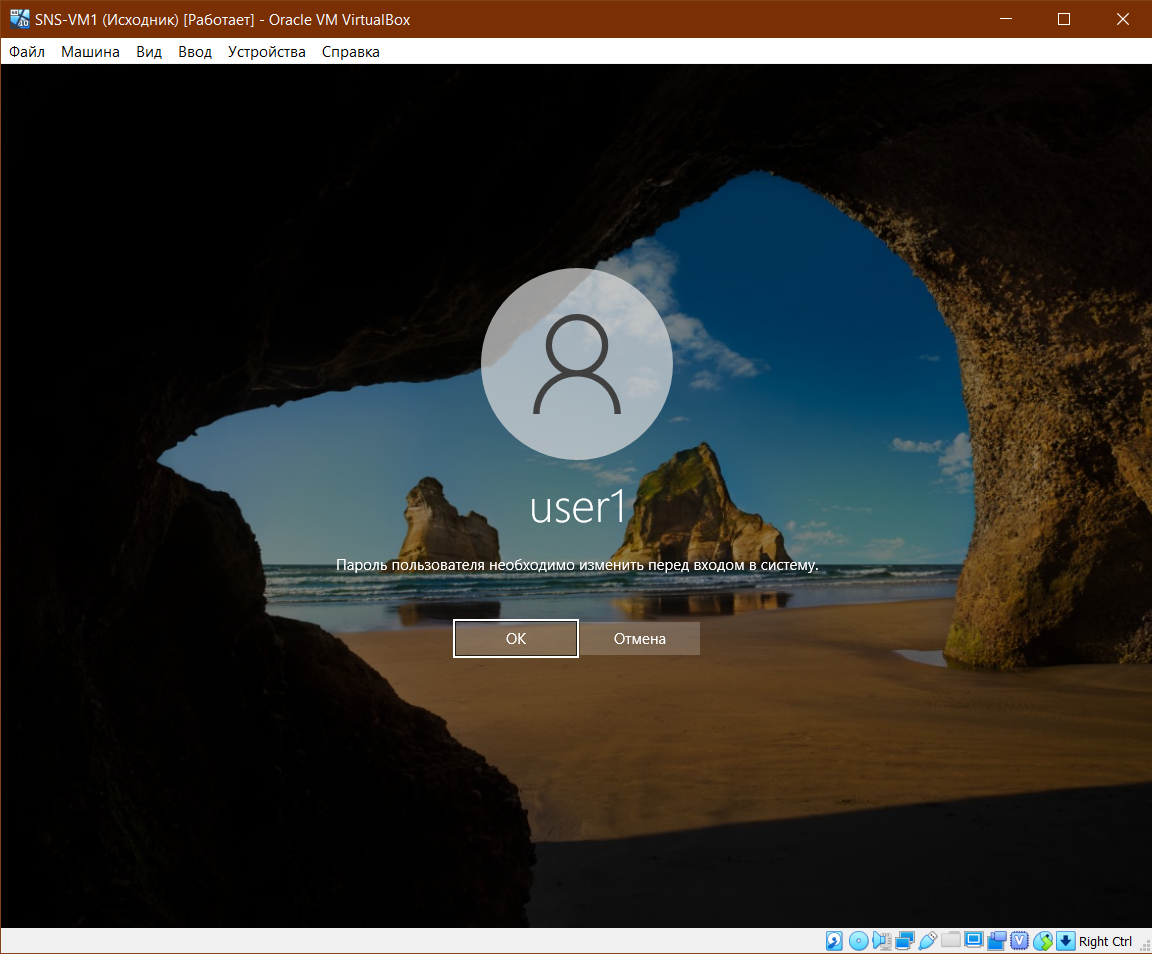 SNS-VM1 (Исходник) [Работает] - Oracle VM VirtualBox
Файл Машина Вид Ввод Устройства Справка
user1
Пароль пользователя необходимо изменить перед входом в систему.
ОК Отмена
Right Ctrl